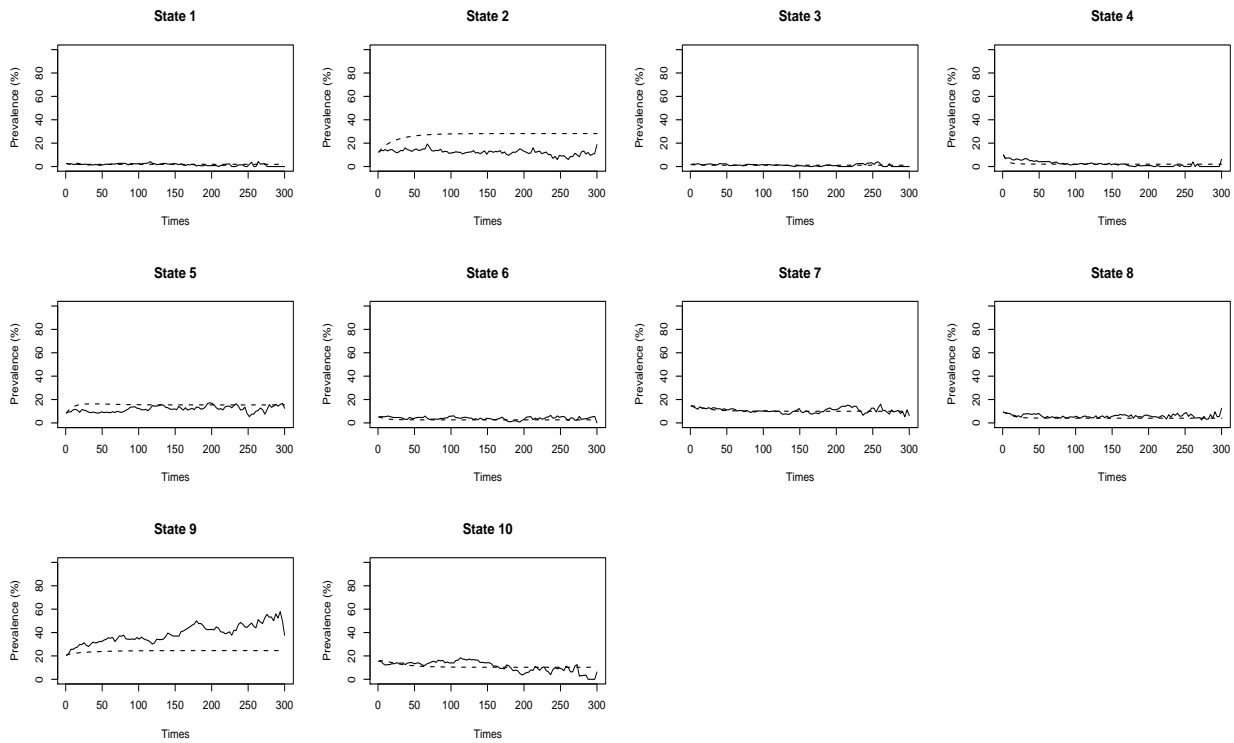 State 1
State 2
State 3
State 4
Prevalence (%)
0 20 40 60 80
0 50 100 150 200 250 300
Times
Prevalence (%)
0 20 40 60 80
0 50 100 150 200 250 300
Times
Prevalence (%)
0 20 40 60 80
0 50 100 150 200 250 300
Times
Prevalence (%)
0 20 40 60 80
0 50 100 150 200 250 300
Times
State 5
State 6
State 7
State 8
Prevalence (%)
0 20 40 60 80
0 50 100 150 200 250 300
Times
Prevalence (%)
0 20 40 60 80
0 50 100 150 200 250 300
Times
Prevalence (%)
0 20 40 60 80
0 50 100 150 200 250 300
Times
Prevalence (%)
0 20 40 60 80
0 50 100 150 200 250 300
Times
State 9
State 10
Prevalence (%)
0 20 40 60 80
0 50 100 150 200 250 300
Times
Prevalence (%)
0 20 40 60 80
0 50 100 150 200 250 300
Times